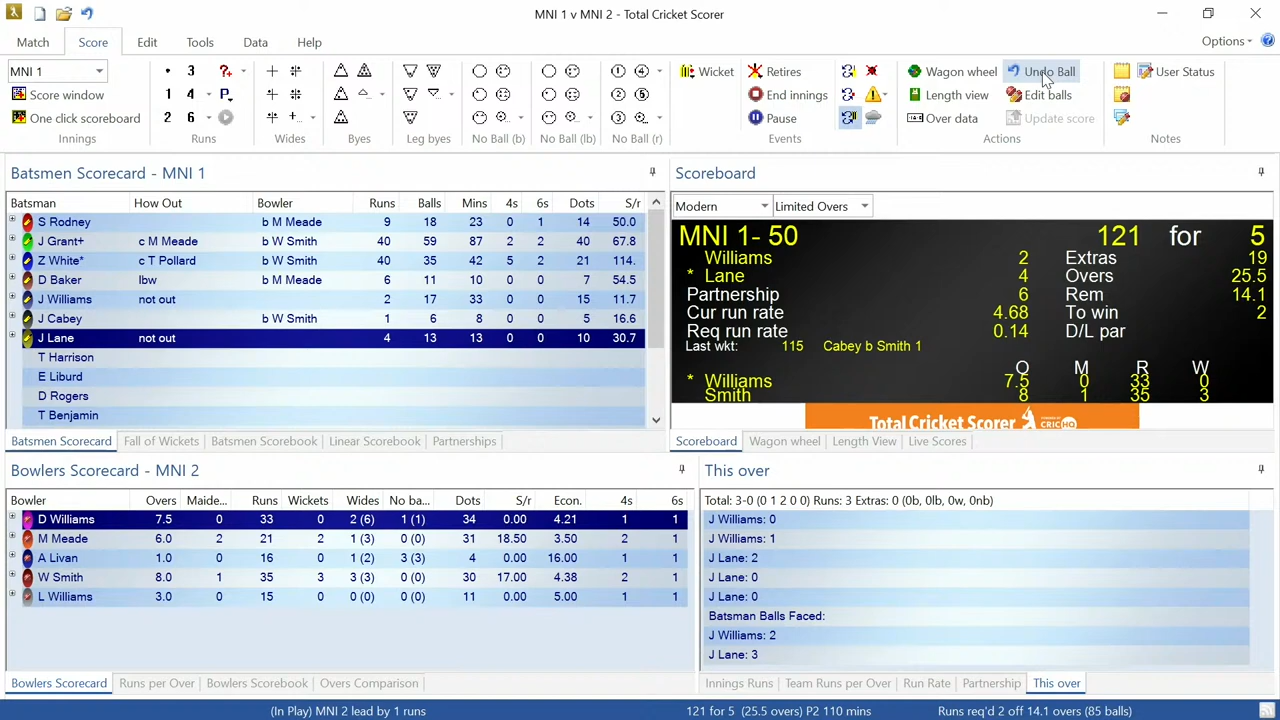 MNI 1 v MNI 2 - Total Cricket Scorer
Match Score Edit Tools Data Help Options
MNI 1 3 ? 1 4 Wicket Retires Wagon wheel Undo Ball User Status
Score window 1 4 P End innings Length view Edit balls
One click scoreboard 2 6 Pause Over data Update score
Innings Runs Wides Byes Leg byes No Ball (b) No Ball (lb) No Ball (r) Events Actions Notes
Batsmen Scorecard - MNI 1
Batsman How Out Bowler Runs Balls Mins 4s 6s Dots S/r
S Rodney b M Meade 9 18 23 0 1 14 50.0
J Grant+ c M Meade b W Smith 40 59 87 2 2 40 67.8
Z White* c T Pollard b W Smith 40 35 42 5 2 21 114.
D Baker lbw b M Meade 6 11 10 0 0 7 54.5
J Williams not out 2 17 33 0 0 15 11.7
J Cabey b W Smith 1 6 8 0 0 5 16.6
J Lane not out 4 13 13 0 0 10 30.7
T Harrison
E Liburd
D Rogers
T Benjamin
Batsmen Scorecard Fall of Wickets Batsmen Scorebook Linear Scorebook Partnerships
Scoreboard
Modern Limited Overs
MNI 1- 50 121 for 5
Williams 2 Extras 19
* Lane 4 Overs 25.5
Partnership 6 Rem 14.1
Cur run rate 4.68 To win 2
Req run rate 0.14 D/L par
Last wkt: 115 Cabey b Smith 1
O M R W
* Williams 7.5 0 33 0
Smith 8 1 35 3
Total Cricket Scorer POWERED BY CRICHQ
Scoreboard Wagon wheel Length View Live Scores
Bowlers Scorecard - MNI 2
Bowler Overs Maide... Runs Wickets Wides No ba... Dots S/r Econ. 4s 6s
D Williams 7.5 0 33 0 2 (6) 1 (1) 34 0.00 4.21 1 1
M Meade 6.0 2 21 2 1 (3) 0 (0) 31 18.50 3.50 2 1
A Livan 1.0 0 16 0 1 (2) 3 (3) 4 0.00 16.00 1 1
W Smith 8.0 1 35 3 3 (3) 0 (0) 30 17.00 4.38 2 1
L Williams 3.0 0 15 0 0 (0) 0 (0) 11 0.00 5.00 1 1
Bowlers Scorecard Runs per Over Bowlers Scorebook Overs Comparison
This over
Total: 3-0 (0 1 2 0 0) Runs: 3 Extras: 0 (0b, 0lb, 0w, 0nb)
J Williams: 0
J Williams: 1
J Lane: 2
J Lane: 0
J Lane: 0
Batsman Balls Faced:
J Williams: 2
J Lane: 3
Innings Runs Team Runs per Over Run Rate Partnership This over
(In Play) MNI 2 lead by 1 runs 121 for 5 (25.5 overs) P2 110 mins Runs req'd 2 off 14.1 overs (85 balls)